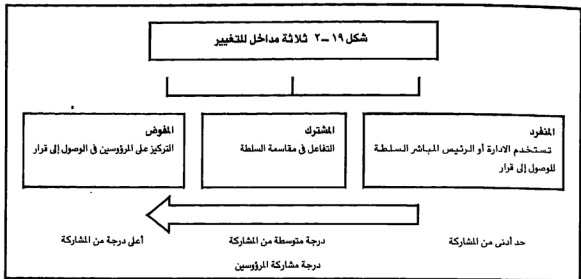 شكل ١٩ – ٢ ثلاثة مداخل للتغيير
المنفرد
تستخدم الادارة أو الرئيس المباشر السلطة
للوصول إلى قرار
المشترك
التفاعل في مقاسمة السلطة
المفوض
التركيز على المرؤوسين في الوصول إلى قرار
حد أدنى من المشاركة
درجة متوسطة من المشاركة
أعلى درجة من المشاركة
درجة مشاركة المرؤوسين